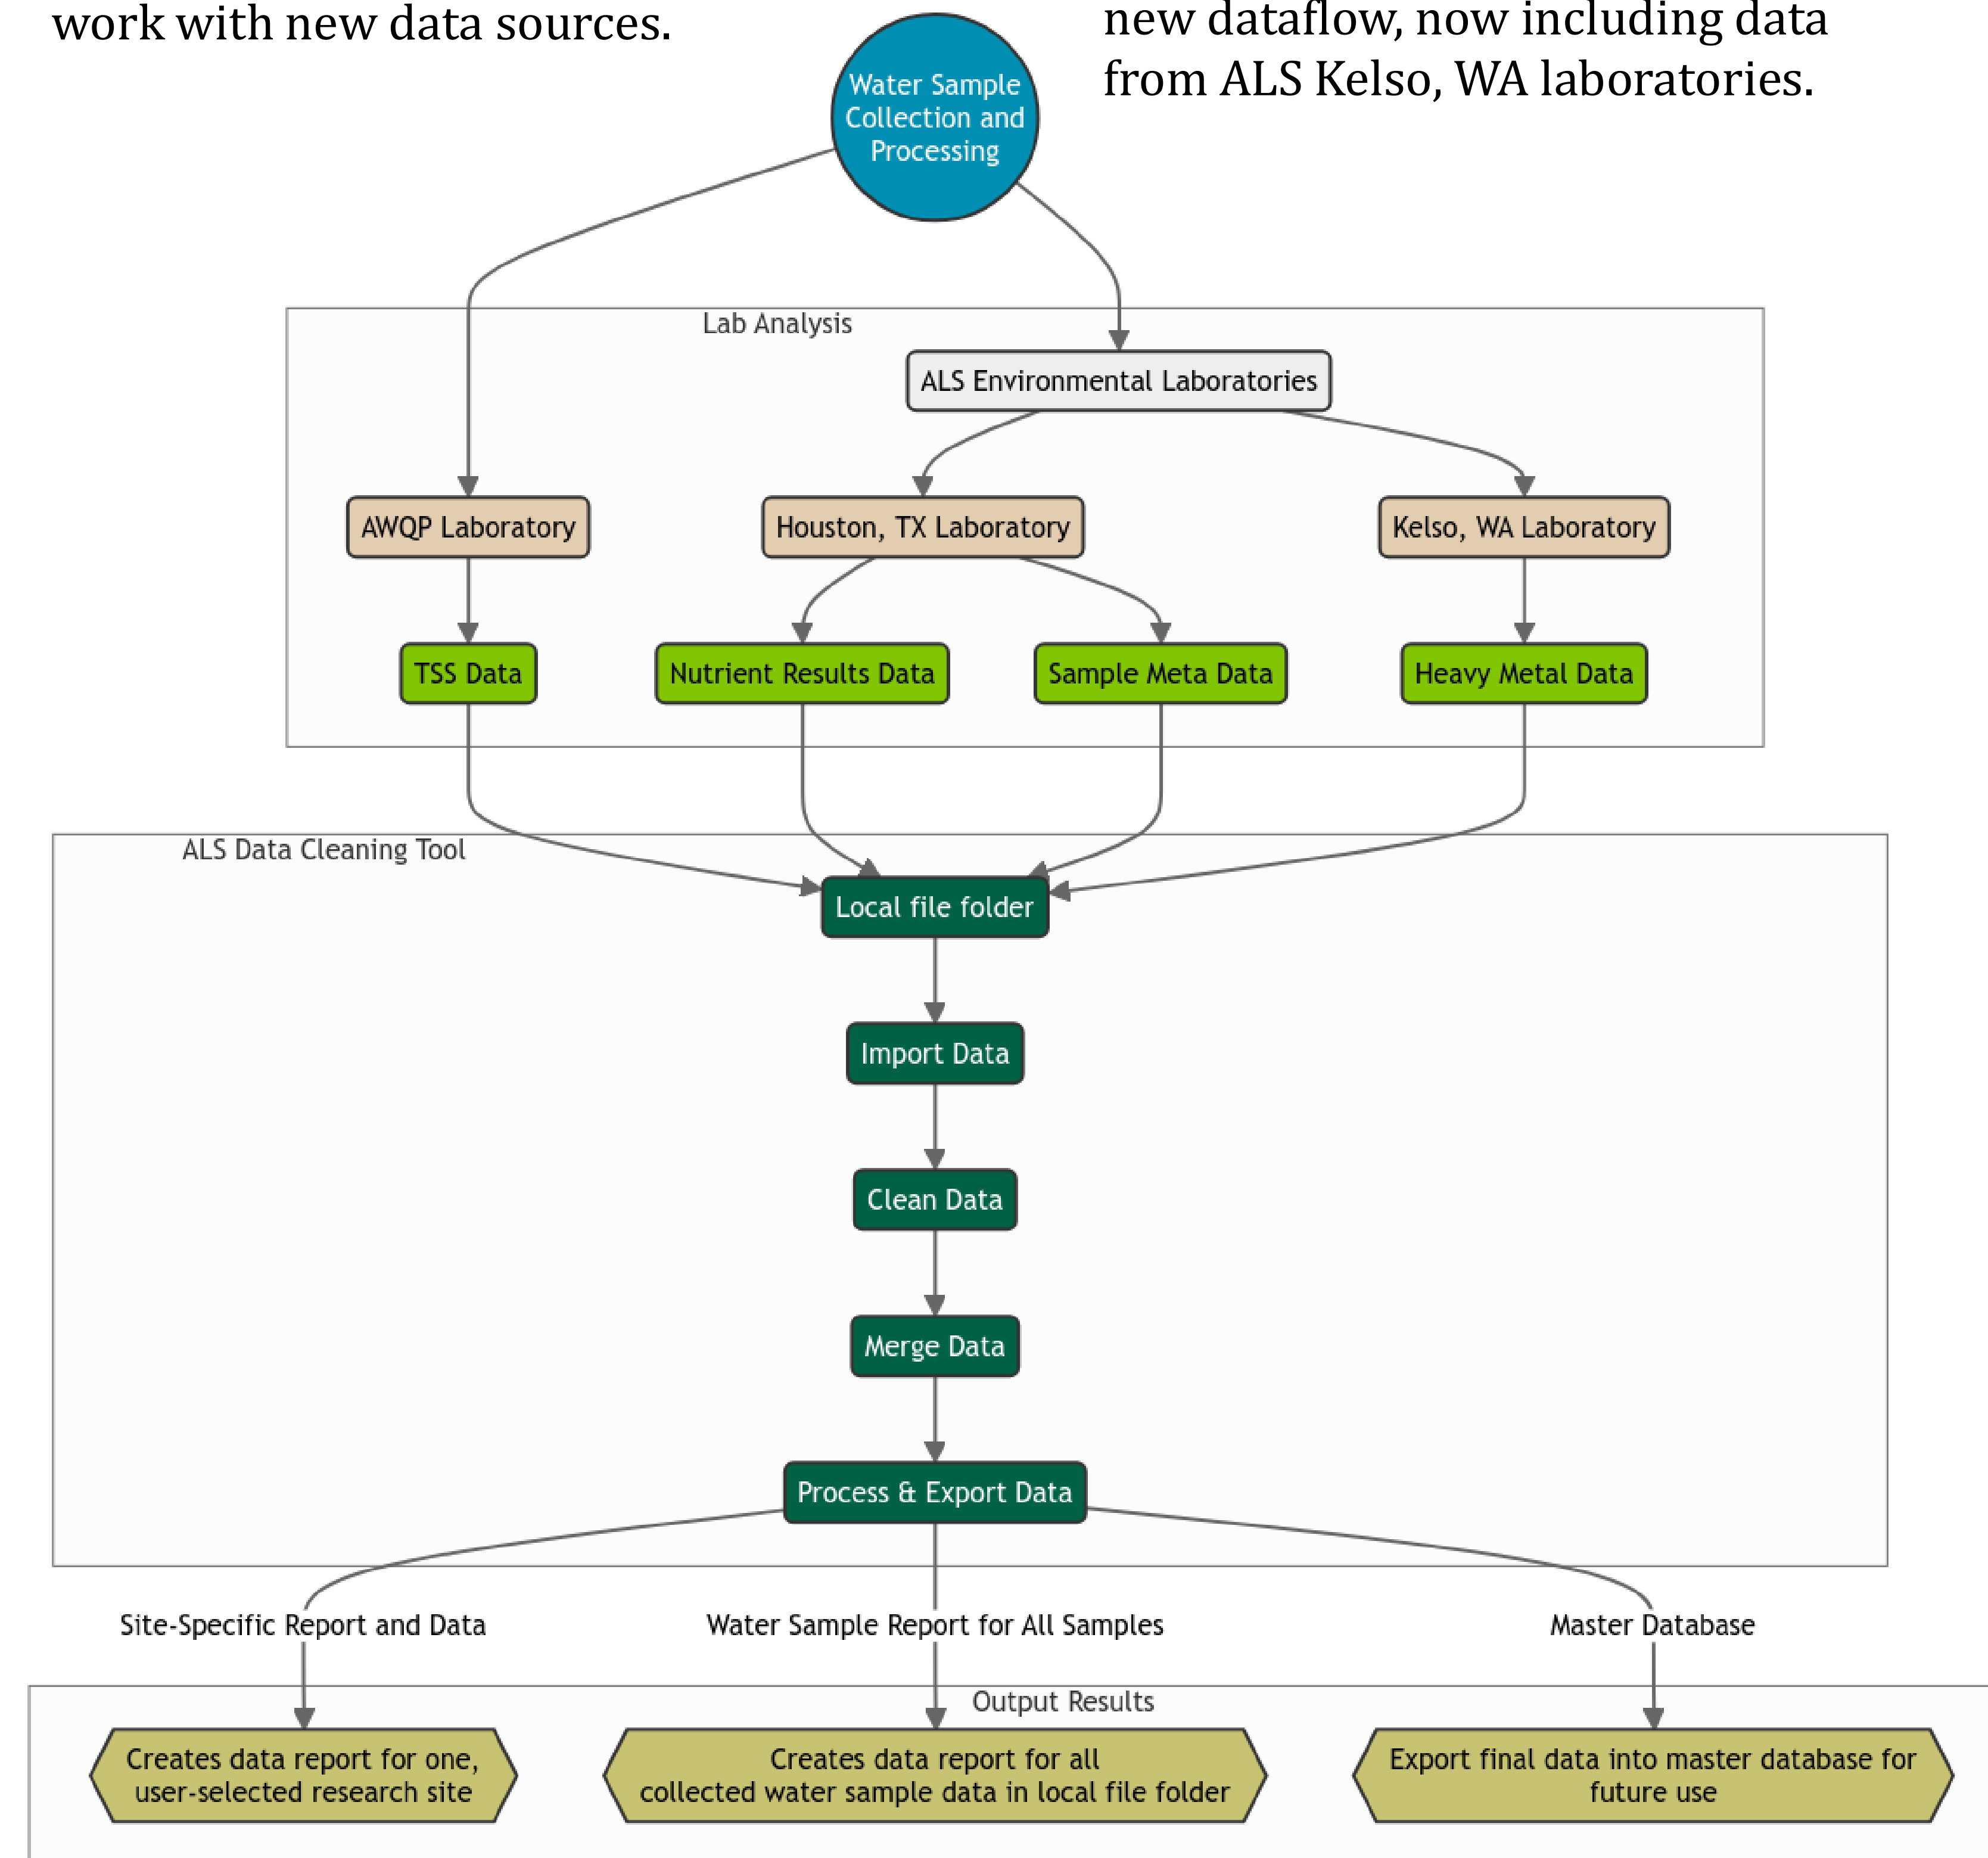 work with new data sources.
new dataflow, now including data
from ALS Kelso, WA laboratories.
Water Sample
Collection and
Processing
Lab Analysis
ALS Environmental Laboratories
AWQP Laboratory
Houston, TX Laboratory
Kelso, WA Laboratory
TSS Data
Nutrient Results Data
Sample Meta Data
Heavy Metal Data
ALS Data Cleaning Tool
Local file folder
Import Data
Clean Data
Merge Data
Process & Export Data
Site-Specific Report and Data
Water Sample Report for All Samples
Master Database
Output Results
Creates data report for one,
user-selected research site
Creates data report for all
collected water sample data in local file folder
Export final data into master database for
future use